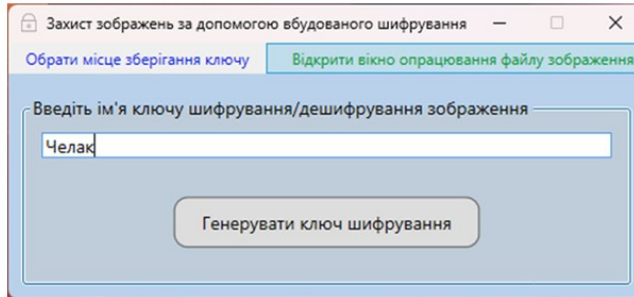 Захист зображень за допомогою вбудованого шифрування
Обрати місце зберігання ключу Відкрити вікно опрацювання файлу зображення
Введіть ім'я ключу шифрування/дешифрування зображення
Челак
Генерувати ключ шифрування